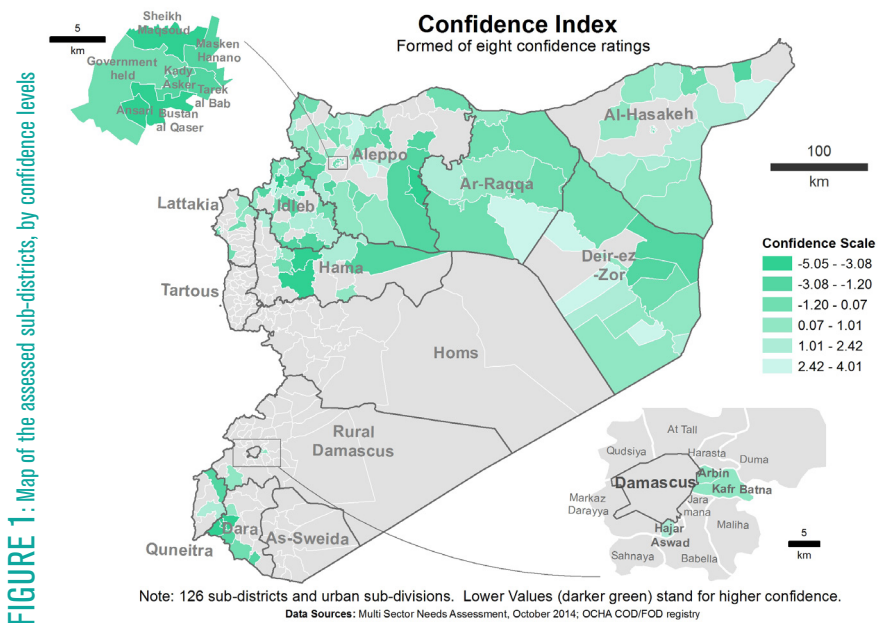 FIGURE 1: Map of the assessed sub-districts, by confidence levels
Confidence Index
Formed of eight confidence ratings
5
km
Sheikh
Maqsoud
Masken
Hanano
Government
held
Kady
Asker
Tarek
al Bab
Ansari
Bustan
al Qaser
Aleppo
Al-Hasakeh
Ar-Raqqa
Idleb
Lattakia
Hama
Deir-ez
-Zor
Tartous
Homs
Rural
Damascus
Dara
As-Sweida
Quneitra
100
km
Confidence Scale
-5.05 - -3.08
-3.08 - -1.20
-1.20 - 0.07
0.07 - 1.01
1.01 - 2.42
2.42 - 4.01
At Tall
Qudsiya
Harasta
Duma
Arbin
Damascus
Kafr Batna
Markaz
Darayya
Jara
mana
Maliha
Hajar
Aswad
Sahnaya
Babella
5
km
Note: 126 sub-districts and urban sub-divisions. Lower Values (darker green) stand for higher confidence.
Data Sources: Multi Sector Needs Assessment, October 2014; OCHA COD/FOD registry